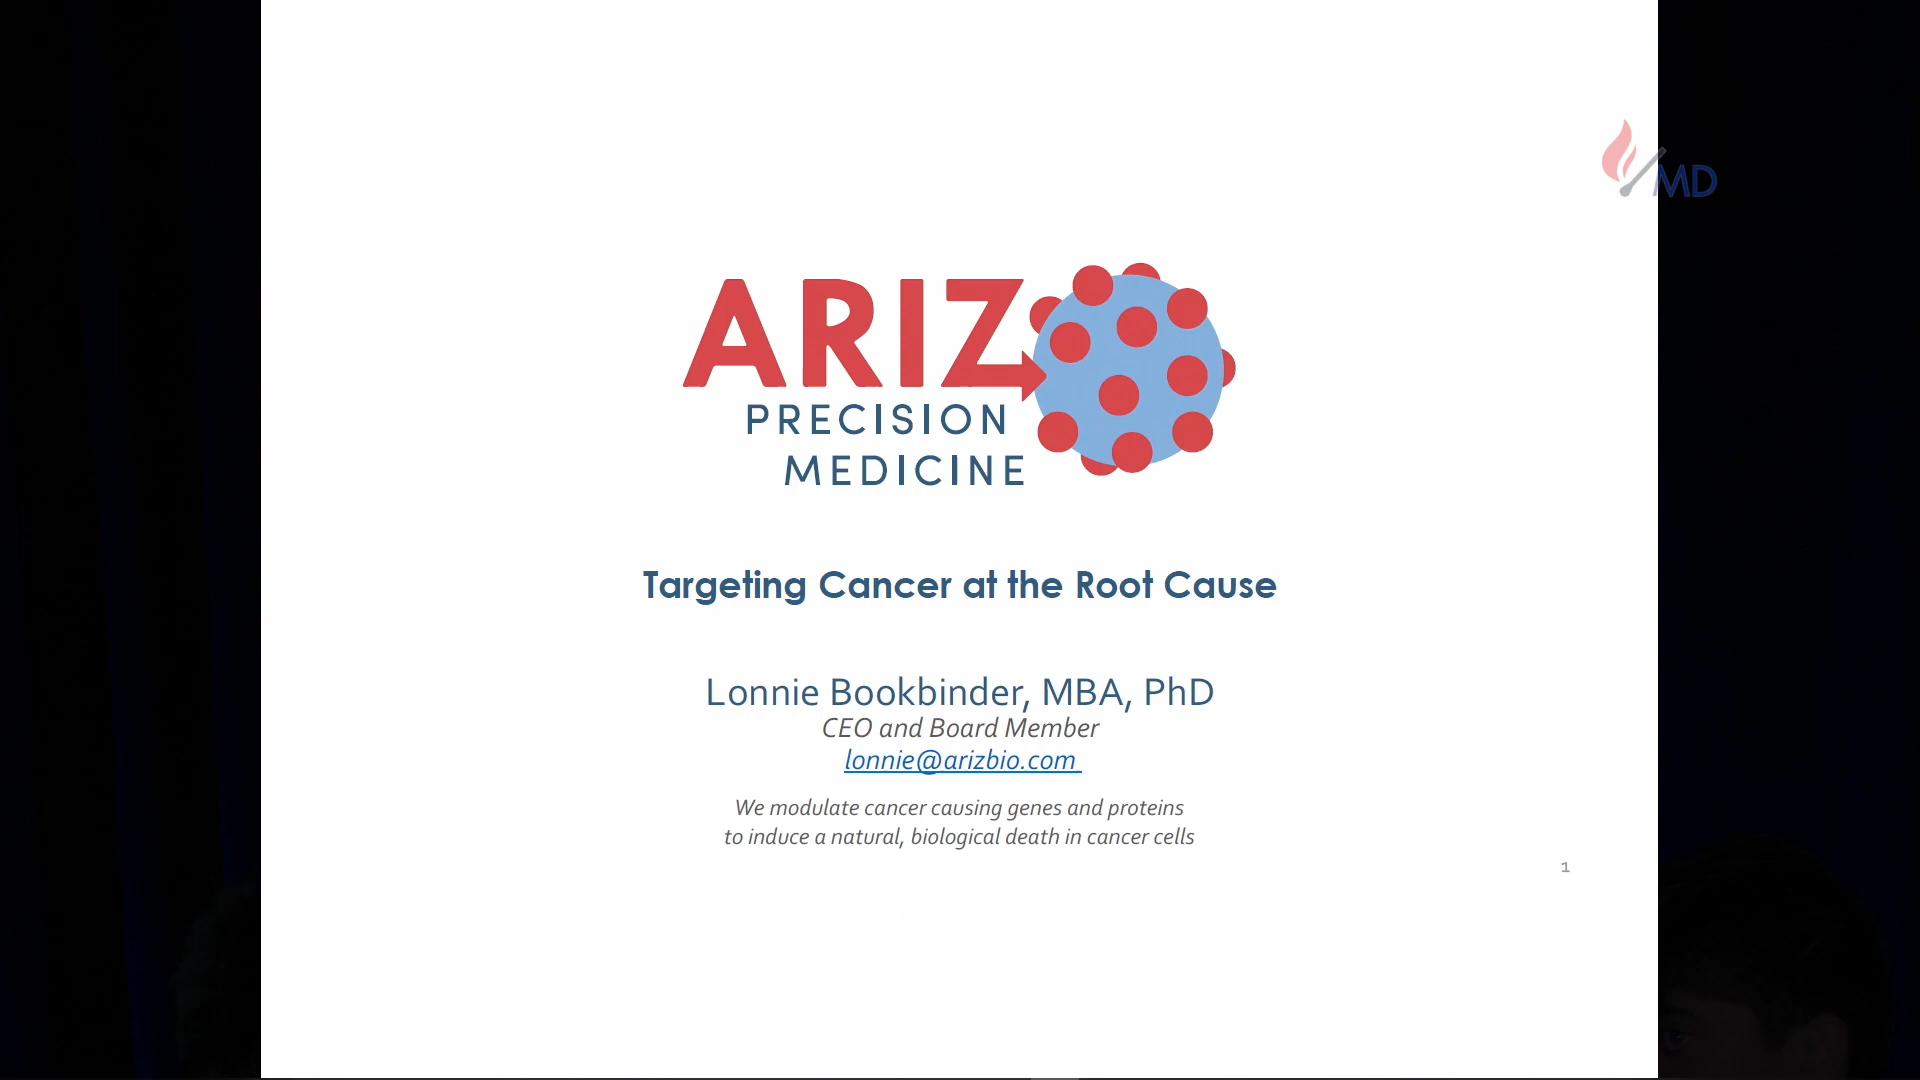 MD
ARIZ
PRECISION
MEDICINE
Targeting Cancer at the Root Cause
Lonnie Bookbinder, MBA, PhD
CEO and Board Member
lonnie@arizbio.com
We modulate cancer causing genes and proteins
to induce a natural, biological death in cancer cells
1
INNOVATORMD